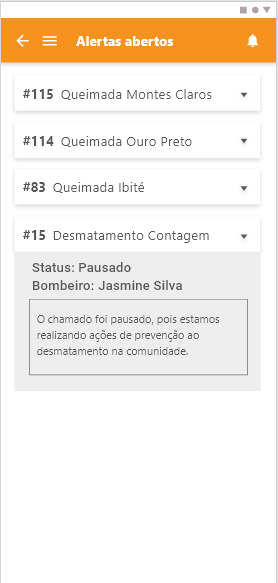 Alertas abertos
#115 Queimada Montes Claros
#114 Queimada Ouro Preto
#83 Queimada Ibité
#15 Desmatamento Contagem
Status: Pausado
Bombeiro: Jasmine Silva
O chamado foi pausado, pois estamos
realizando ações de prevenção ao
desmatamento na comunidade.